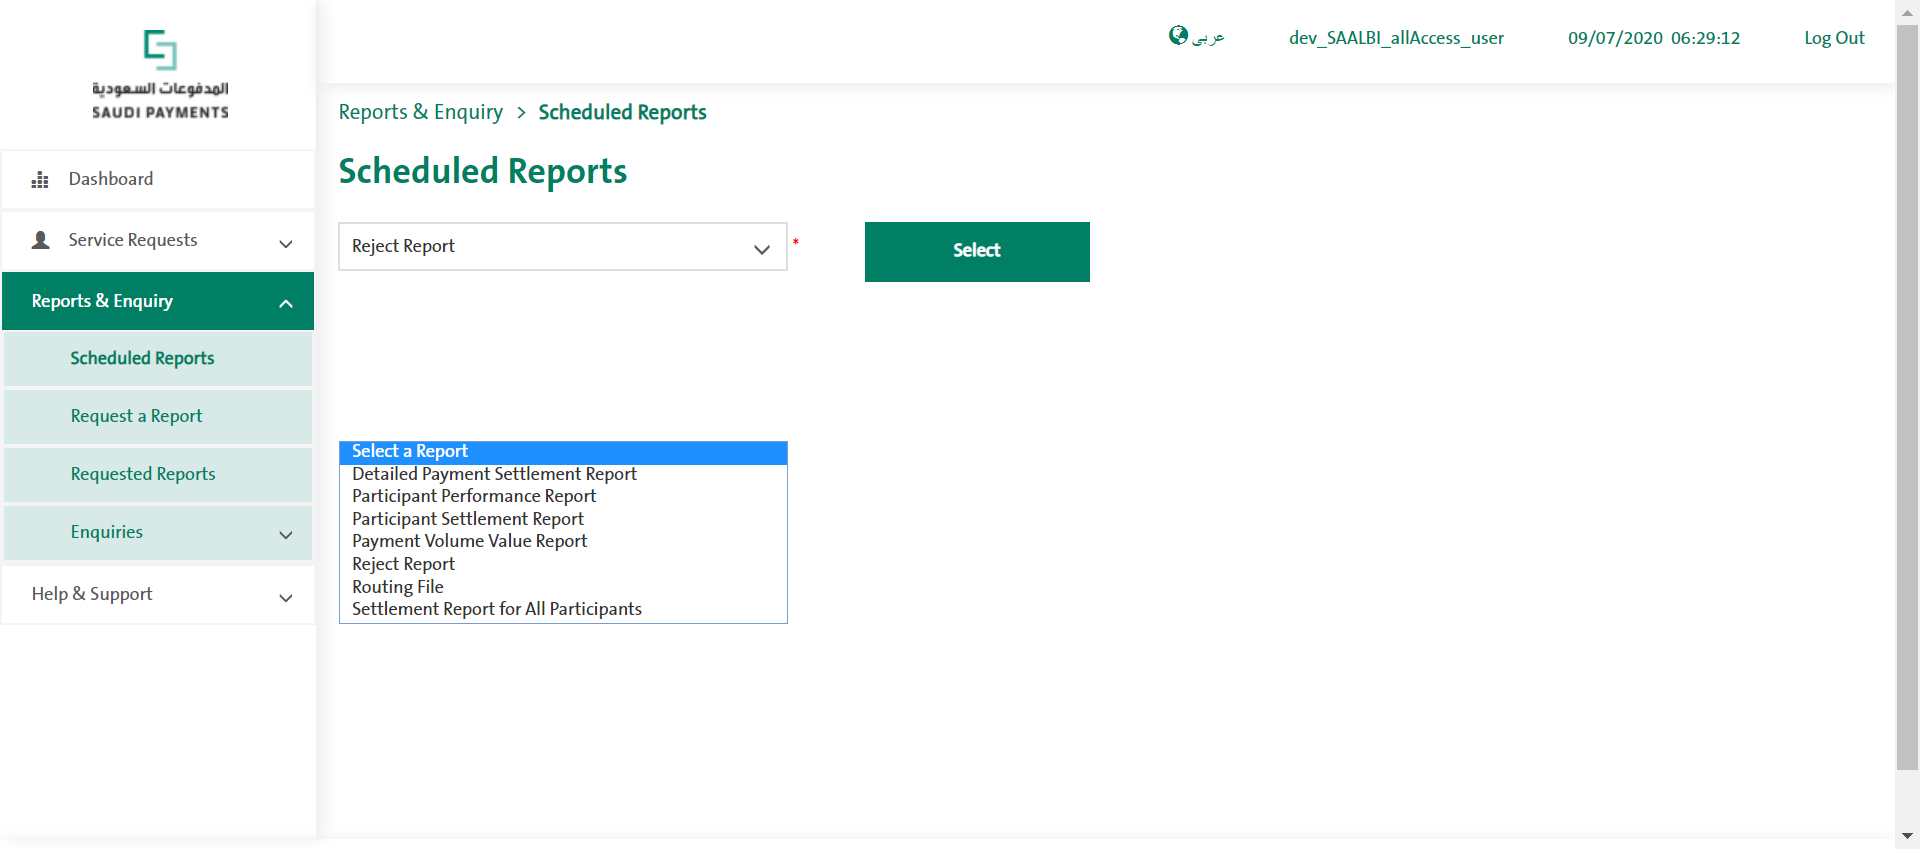 المدفوعات السعودية
SAUDI PAYMENTS
عربى
dev_SAALBI_allAccess_user
09/07/2020 06:29:12
Log Out
Dashboard
Service Requests
Reports & Enquiry
Scheduled Reports
Request a Report
Requested Reports
Enquiries
Help & Support
Reports & Enquiry > Scheduled Reports
Scheduled Reports
Reject Report
*
Select
Select a Report
Detailed Payment Settlement Report
Participant Performance Report
Participant Settlement Report
Payment Volume Value Report
Reject Report
Routing File
Settlement Report for All Participants